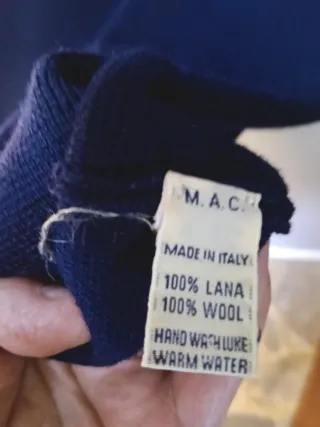 M.A.C.
MADE IN ITALY
100% LANA
100% WOOL
HAND WASH LUKE
WARM WATER